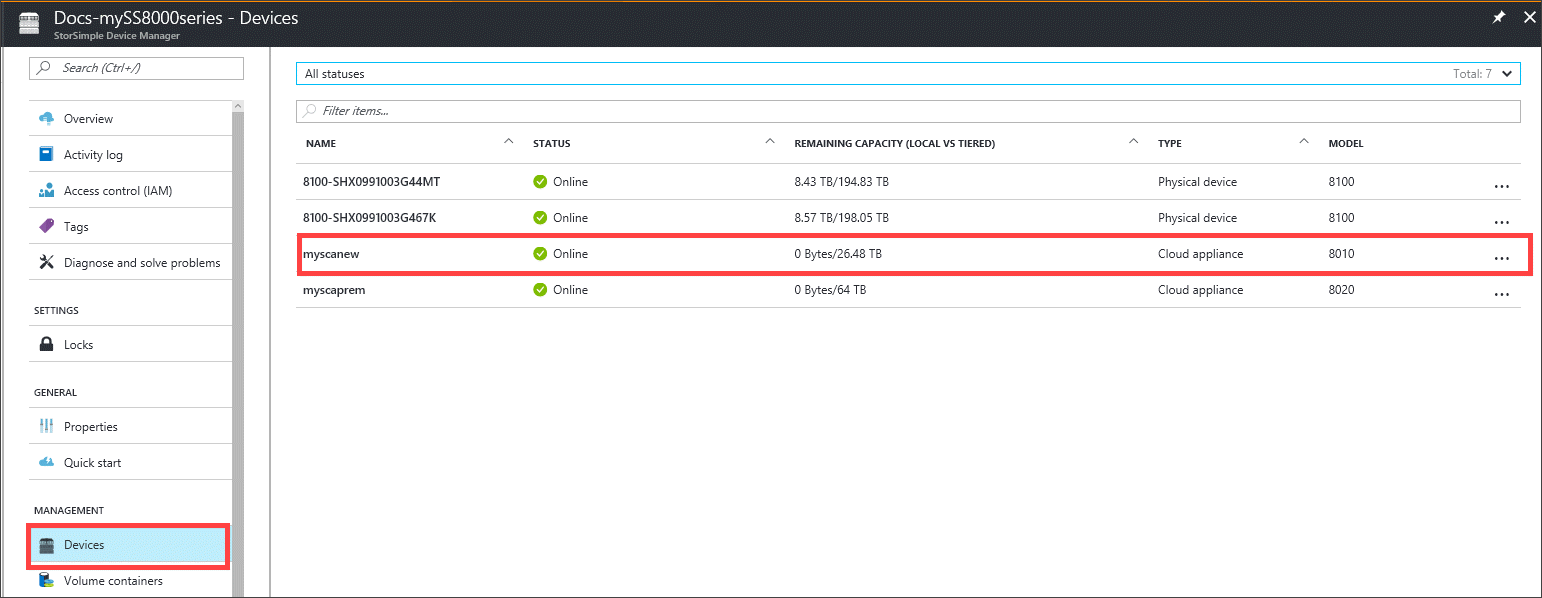 Docs-mySS8000series - Devices
StorSimple Device Manager
Search (Ctrl+/)
Overview
Activity log
Access control (IAM)
Tags
Diagnose and solve problems
SETTINGS
Locks
GENERAL
Properties
Quick start
MANAGEMENT
Devices
Volume containers
All statuses Total: 7
Filter items...
NAME STATUS REMAINING CAPACITY (LOCAL VS TIERED) TYPE MODEL
8100-SHX0991003G44MT Online 8.43 TB/194.83 TB Physical device 8100 ...
8100-SHX0991003G467K Online 8.57 TB/198.05 TB Physical device 8100 ...
myscanew Online 0 Bytes/26.48 TB Cloud appliance 8010 ...
myscaprem Online 0 Bytes/64 TB Cloud appliance 8020 ...